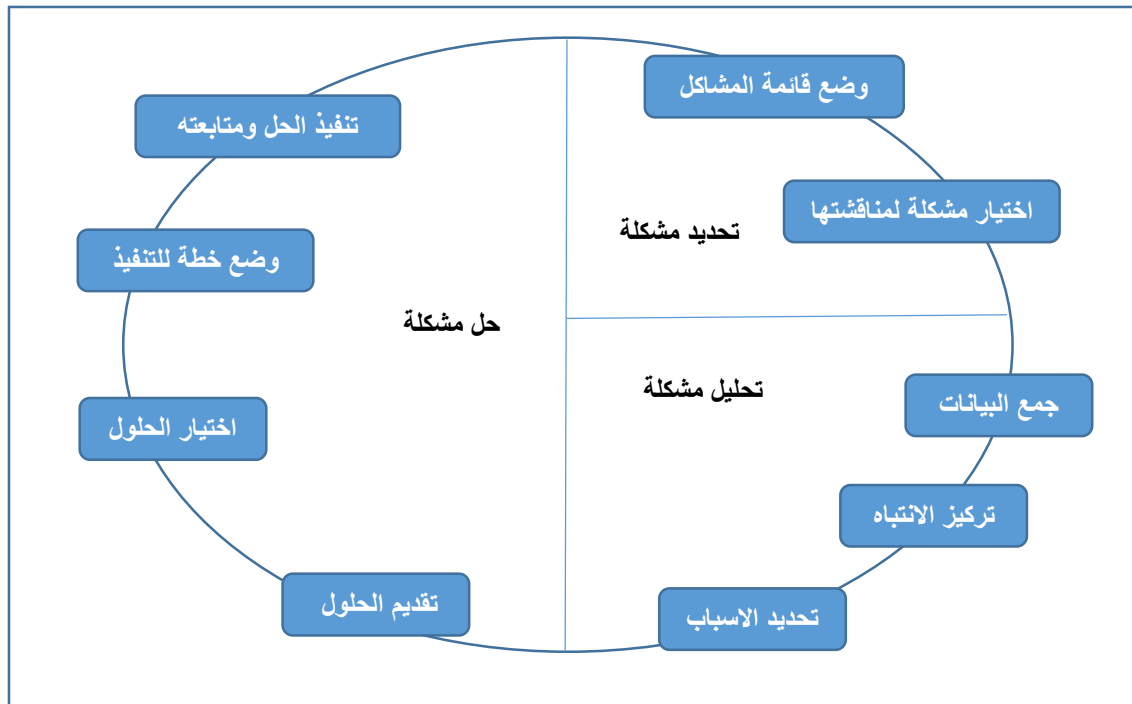 وضع قائمة المشاكل
تنفيذ الحل ومتابعته
اختيار مشكلة لمناقشتها
تحديد مشكلة
وضع خطة للتنفيذ
حل مشكلة
تحليل مشكلة
جمع البيانات
اختيار الحلول
تركيز الانتباه
تحديد الاسباب
تقديم الحلول